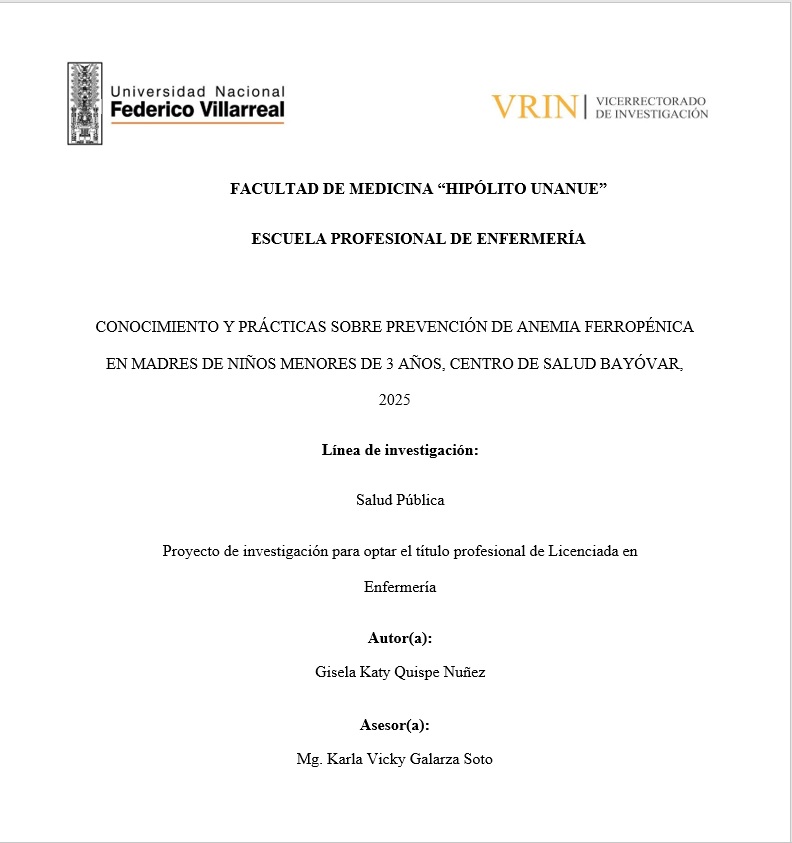 Universidad Nacional
Federico Villarreal
VRIN
VICERRECTORADO
DE INVESTIGACIÓN
FACULTAD DE MEDICINA “HIPÓLITO UNANUE”
ESCUELA PROFESIONAL DE ENFERMERÍA
CONOCIMIENTO Y PRÁCTICAS SOBRE PREVENCIÓN DE ANEMIA FERROPÉNICA
EN MADRES DE NIÑOS MENORES DE 3 AÑOS, CENTRO DE SALUD BAYÓVAR,
2025
Línea de investigación:
Salud Pública
Proyecto de investigación para optar el título profesional de Licenciada en
Enfermería
Autor(a):
Gisela Katy Quispe Nuñez
Asesor(a):
Mg. Karla Vicky Galarza Soto